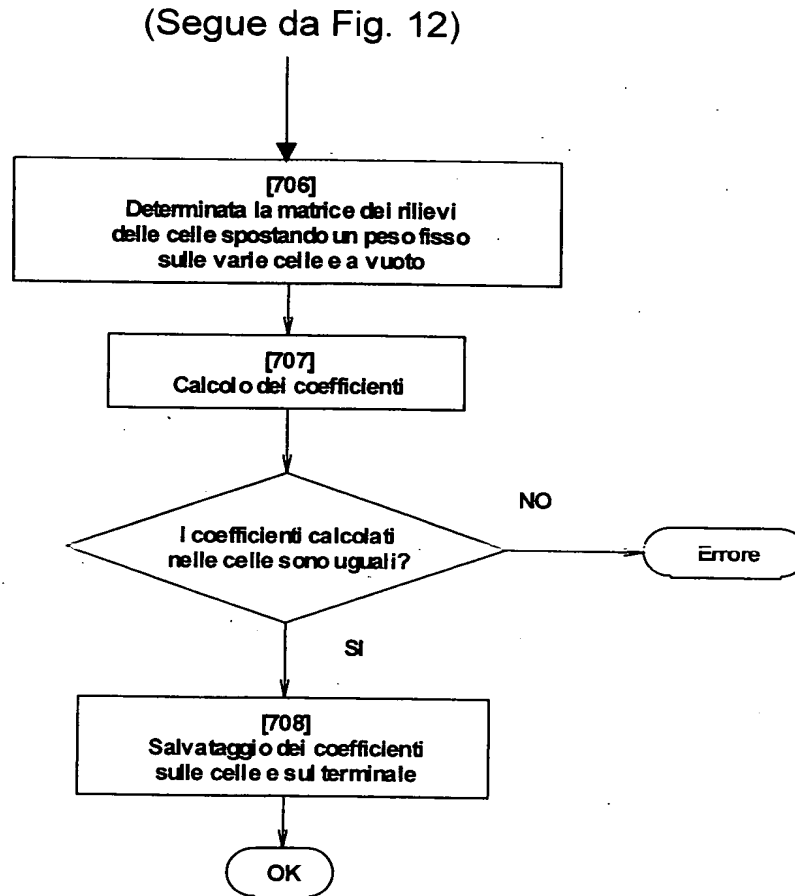 (Segue da Fig. 12)
[706]
Determinata la matrice dei rilievi
delle celle spostando un peso fisso
sulle varie celle e a vuoto
[707]
Calcolo dei coefficienti
I coefficienti calcolati
nelle celle sono uguali?
NO
Errore
SI
[708]
Salvataggio dei coefficienti
sulle celle e sul terminale
OK